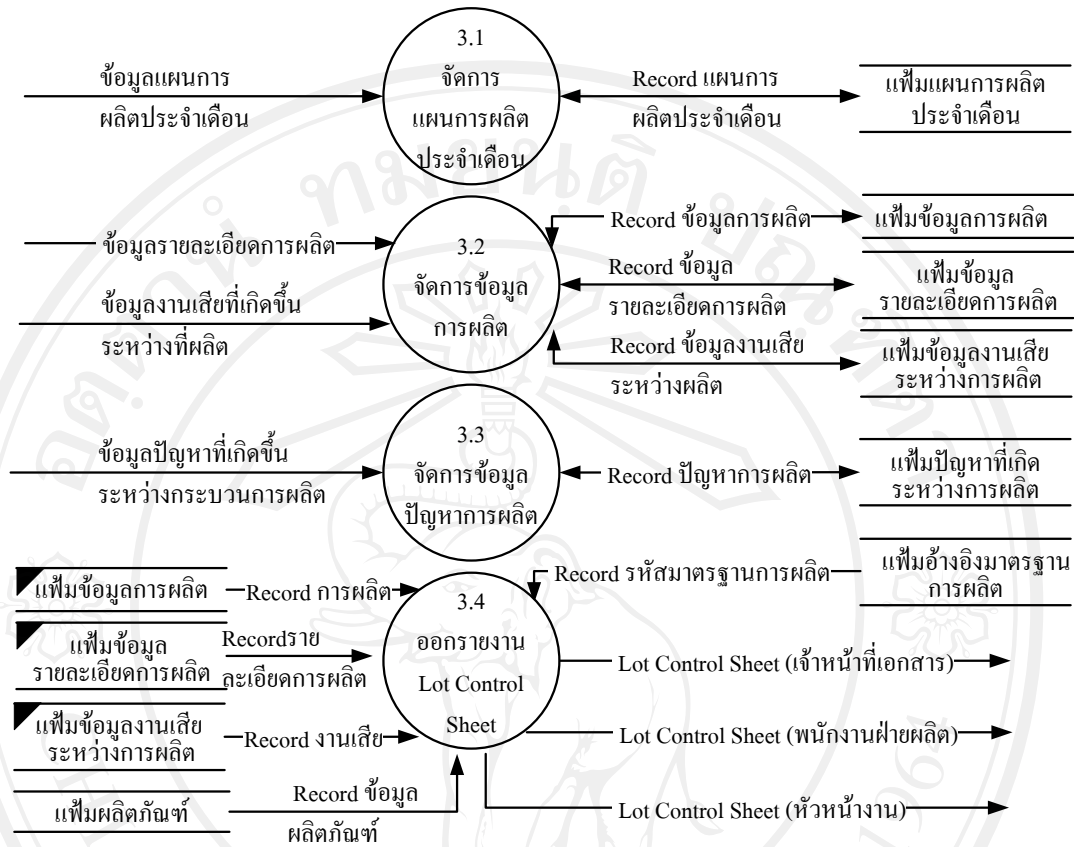 3.1
จัดการ
แผนการผลิต
ประจำเดือน
ข้อมูลแผนการ
ผลิตประจำเดือน
Record แผนการ
ผลิตประจำเดือน
แฟ้มแผนการผลิต
ประจำเดือน
3.2
จัดการข้อมูล
การผลิต
ข้อมูลรายละเอียดการผลิต
ข้อมูลงานเสียที่เกิดขึ้น
ระหว่างที่ผลิต
Record ข้อมูลการผลิต
แฟ้มข้อมูลการผลิต
Record ข้อมูล
รายละเอียดการผลิต
แฟ้มข้อมูล
รายละเอียดการผลิต
Record ข้อมูลงานเสีย
ระหว่างผลิต
แฟ้มข้อมูลงานเสีย
ระหว่างการผลิต
3.3
จัดการข้อมูล
ปัญหาการผลิต
ข้อมูลปัญหาที่เกิดขึ้น
ระหว่างกระบวนการผลิต
Record ปัญหาการผลิต
แฟ้มปัญหาที่เกิด
ระหว่างการผลิต
3.4
ออกรายงาน
Lot Control
Sheet
แฟ้มข้อมูลการผลิต
Record การผลิต
แฟ้มข้อมูล
รายละเอียดการผลิต
Recordราย
ละเอียดการผลิต
แฟ้มข้อมูลงานเสีย
ระหว่างการผลิต
Record งานเสีย
แฟ้มผลิตภัณฑ์
Record ข้อมูล
ผลิตภัณฑ์
Record รหัสมาตรฐานการผลิต
แฟ้มอ้างอิงมาตรฐาน
การผลิต
Lot Control Sheet (เจ้าหน้าที่เอกสาร)
Lot Control Sheet (พนักงานฝ่ายผลิต)
Lot Control Sheet (หัวหน้างาน)